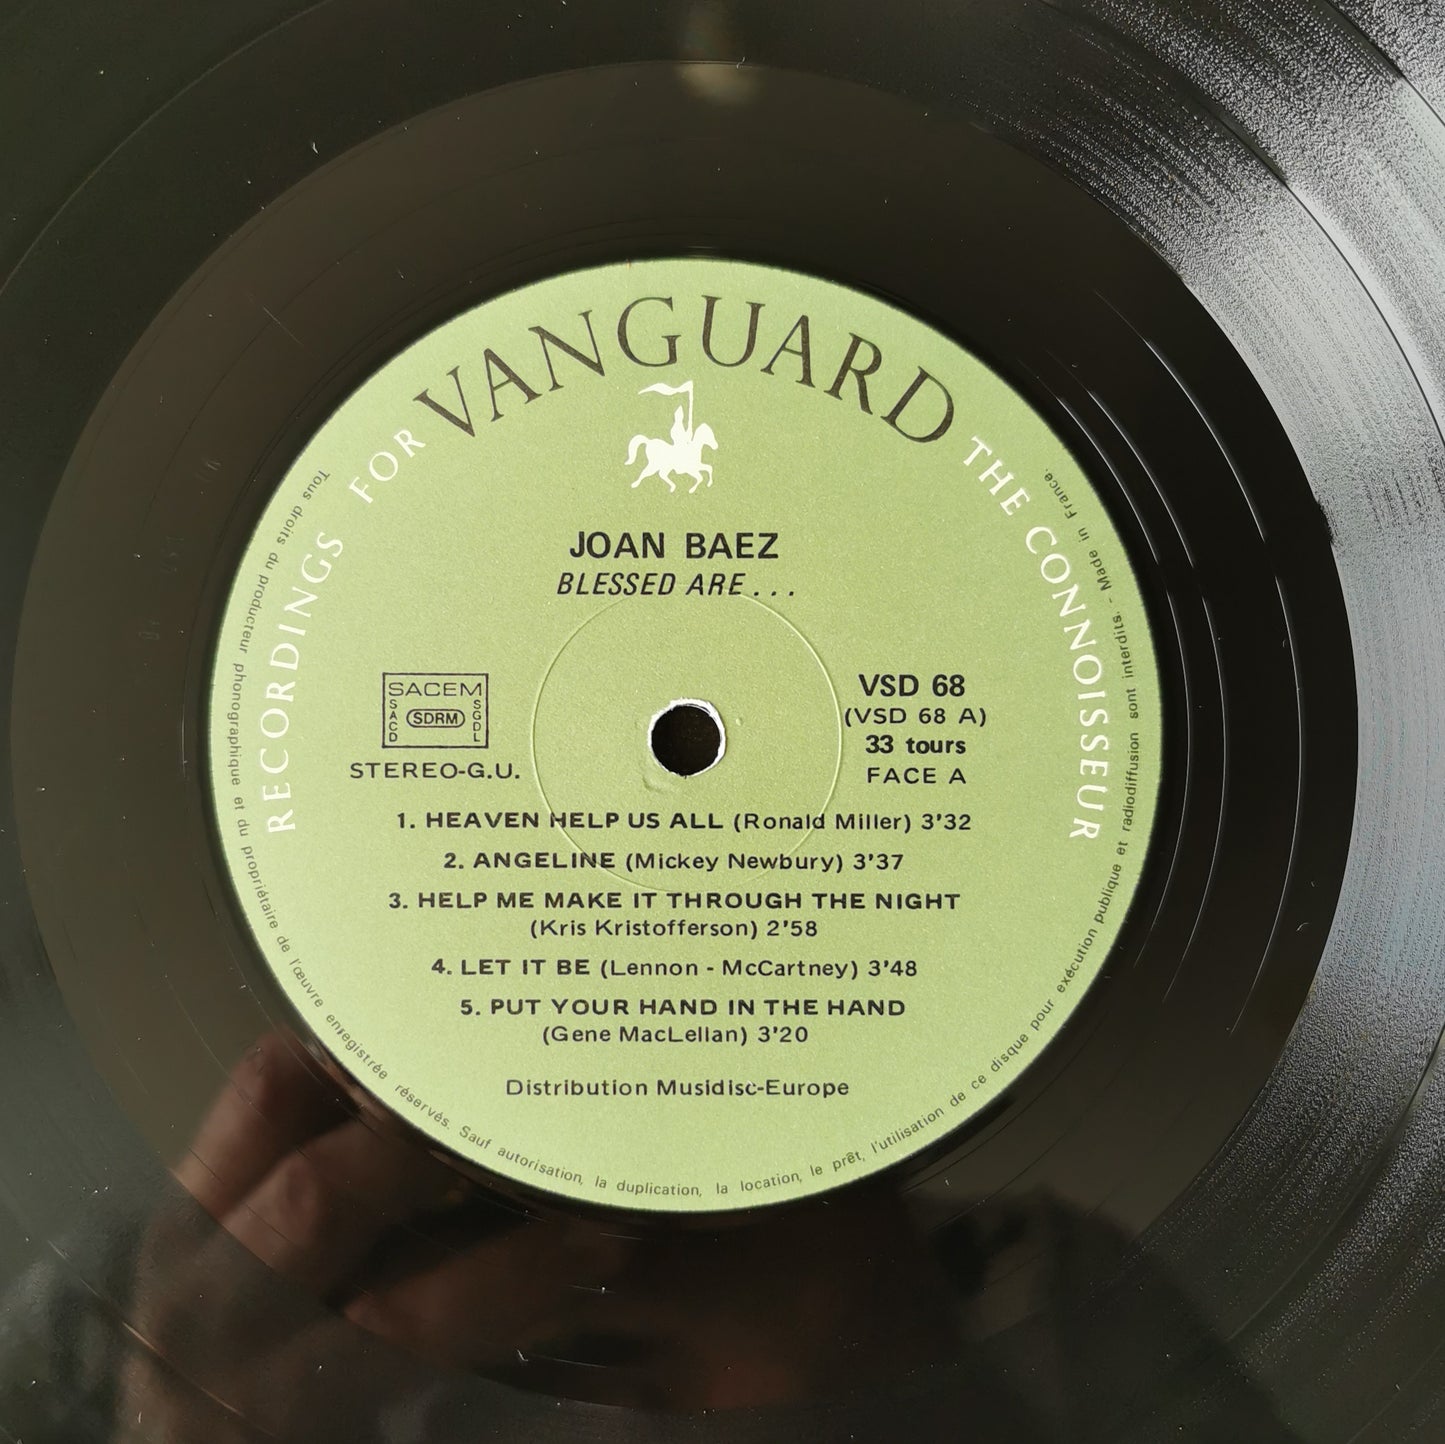 RECORDINGS FOR VANGUARD THE CONNOISSEUR
JOAN BAEZ
BLESSED ARE...
SACEM
SACD
SDRM
SGDL
STEREO-G.U.
VSD 68
(VSD 68 A)
33 tours
FACE A
1. HEAVEN HELP US ALL (Ronald Miller) 3'32
2. ANGELINE (Mickey Newbury) 3'37
3. HELP ME MAKE IT THROUGH THE NIGHT
(Kris Kristofferson) 2'58
4. LET IT BE (Lennon - McCartney) 3'48
5. PUT YOUR HAND IN THE HAND
(Gene MacLellan) 3'20
Distribution Musidisc-Europe
Tous droits du producteur phonographique et du propriétaire de l'œuvre enregistrée réservés. Sauf autorisation, la duplication, la location, le prêt, l'utilisation de ce disque pour exécution publique et radiodiffusion sont interdits. - Made in France.